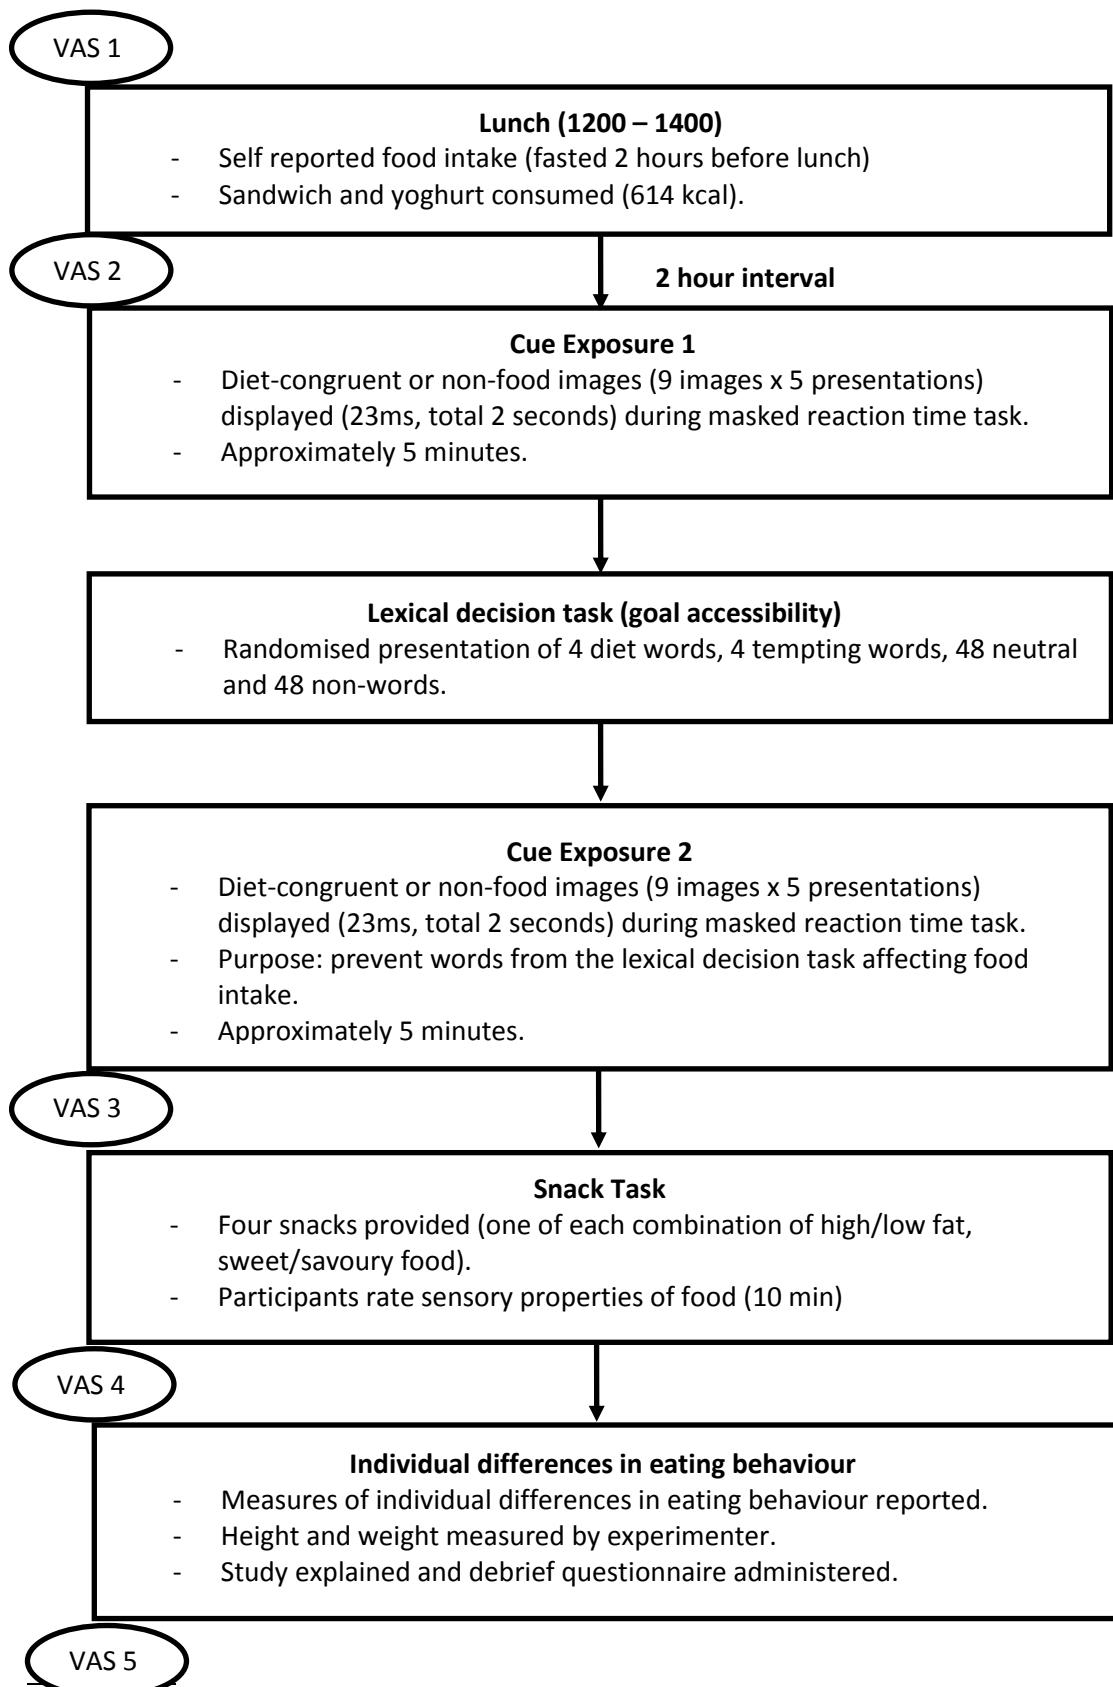 VAS 1
Lunch (1200 – 1400)
- Self reported food intake (fasted 2 hours before lunch)
- Sandwich and yoghurt consumed (614 kcal).
VAS 2
2 hour interval
Cue Exposure 1
- Diet-congruent or non-food images (9 images x 5 presentations)
displayed (23ms, total 2 seconds) during masked reaction time task.
- Approximately 5 minutes.
Lexical decision task (goal accessibility)
- Randomised presentation of 4 diet words, 4 tempting words, 48 neutral
and 48 non-words.
Cue Exposure 2
- Diet-congruent or non-food images (9 images x 5 presentations)
displayed (23ms, total 2 seconds) during masked reaction time task.
- Purpose: prevent words from the lexical decision task affecting food
intake.
- Approximately 5 minutes.
VAS 3
Snack Task
- Four snacks provided (one of each combination of high/low fat,
sweet/savoury food).
- Participants rate sensory properties of food (10 min)
VAS 4
Individual differences in eating behaviour
- Measures of individual differences in eating behaviour reported.
- Height and weight measured by experimenter.
- Study explained and debrief questionnaire administered.
VAS 5